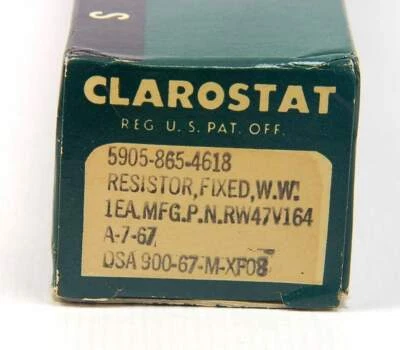 S
CLAROSTAT
REG U.S. PAT. OFF.
5905-865-4618
RESISTOR,FIXED,W.W.
1EA.MFG.P.N.RW47V164
A-7-67
DSA 900-67-M-XF08